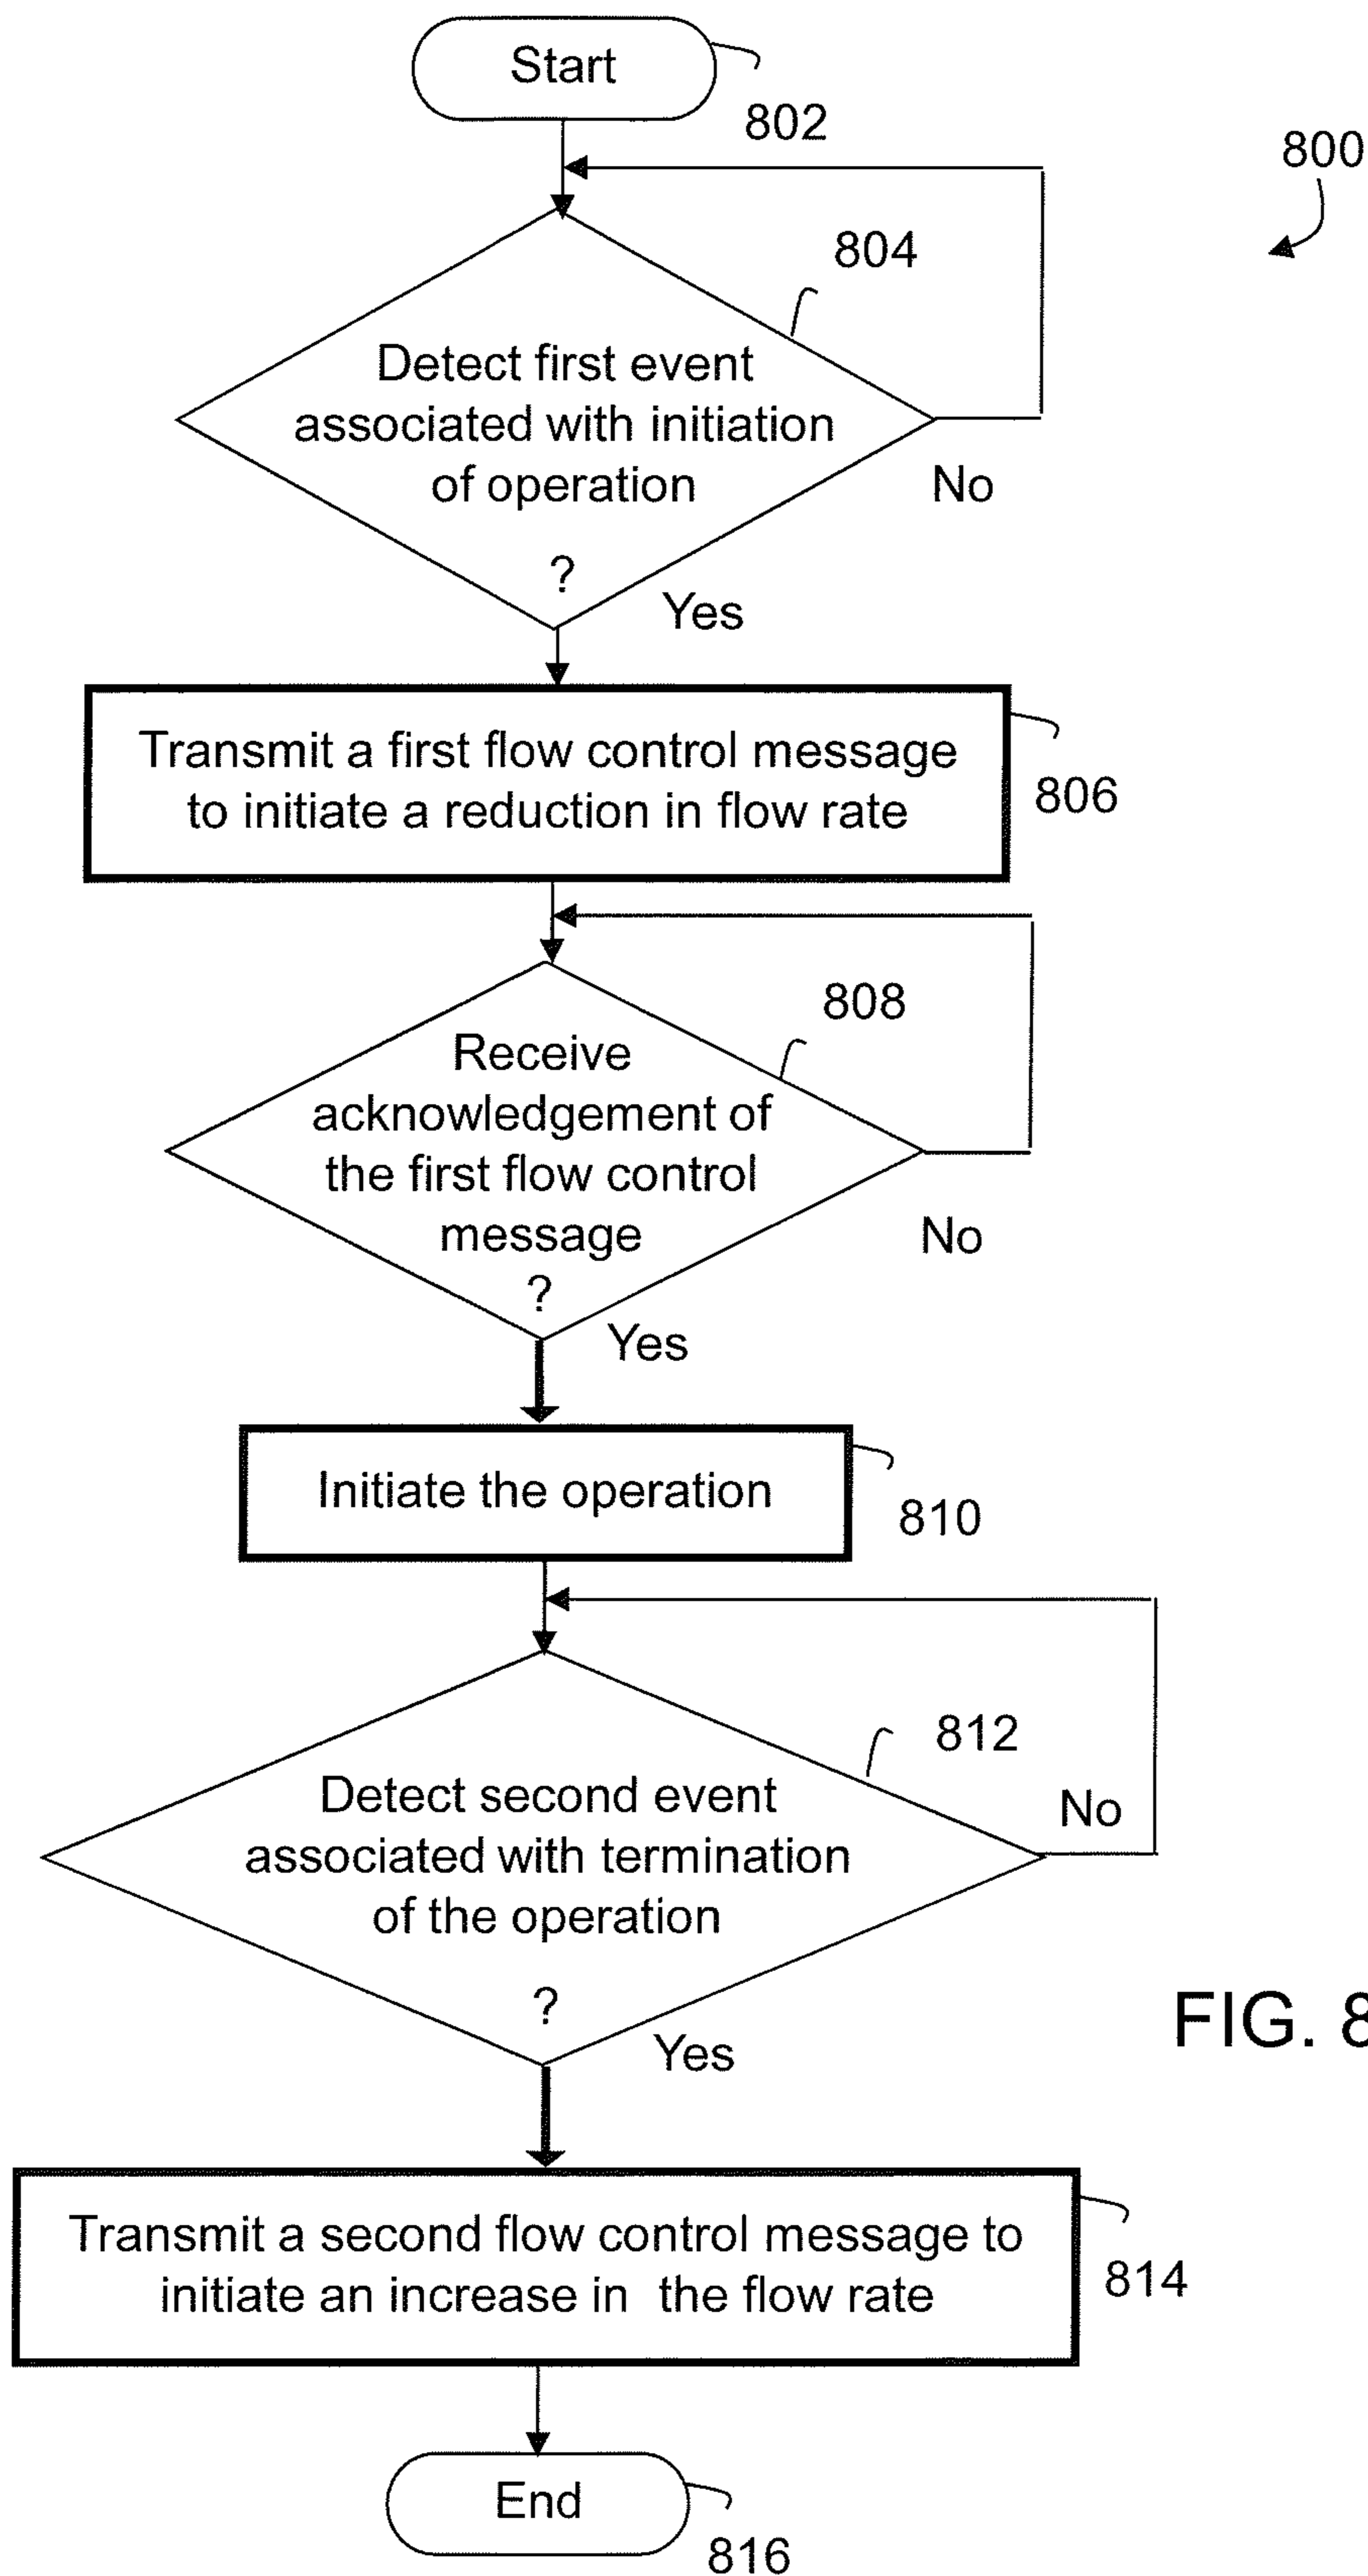 Start
802
800
804
Detect first event
associated with initiation
of operation
?
No
Yes
Transmit a first flow control message
to initiate a reduction in flow rate
806
808
Receive
acknowledgement of
the first flow control
message
?
No
Yes
Initiate the operation
810
812
Detect second event
associated with termination
of the operation
?
No
Yes
FIG. 8
Transmit a second flow control message to
initiate an increase in the flow rate
814
End
816